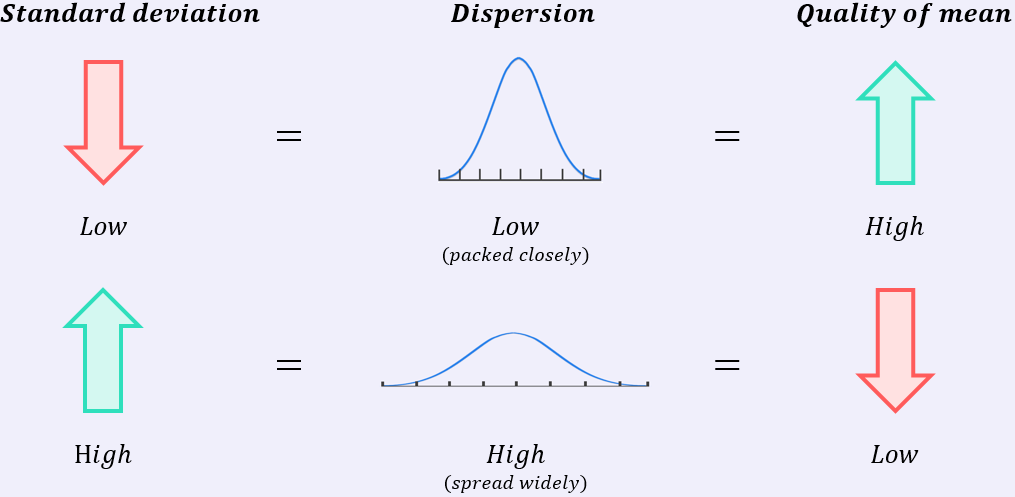 Standard deviation
Dispersion
Quality of mean
=
=
Low
Low
(packed closely)
High
=
=
High
High
(spread widely)
Low